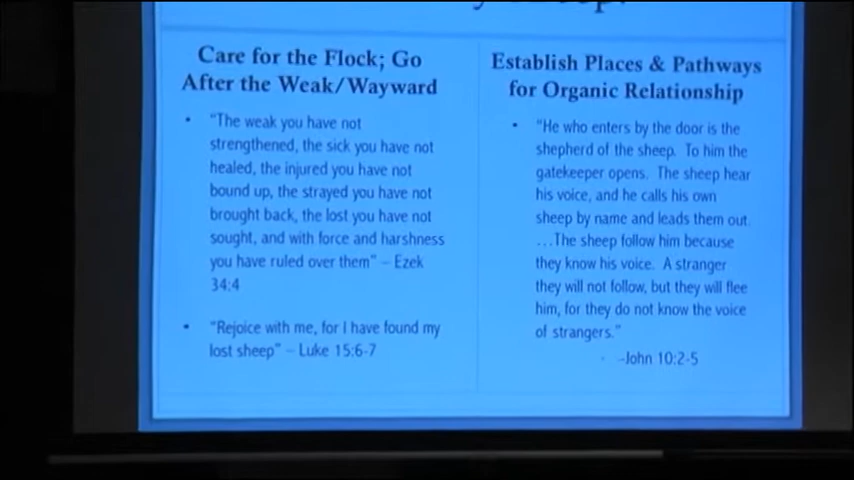 Care for the Flock; Go
After the Weak/Wayward
• "The weak you have not
strengthened, the sick you have not
healed, the injured you have not
bound up, the strayed you have not
brought back, the lost you have not
sought, and with force and harshness
you have ruled over them" – Ezek
34:4
• "Rejoice with me, for I have found my
lost sheep" – Luke 15:6-7
Establish Places & Pathways
for Organic Relationship
• "He who enters by the door is the
shepherd of the sheep. To him the
gatekeeper opens. The sheep hear
his voice, and he calls his own
sheep by name and leads them out.
…The sheep follow him because
they know his voice. A stranger
they will not follow, but they will flee
him, for they do not know the voice
of strangers."
-John 10:2-5